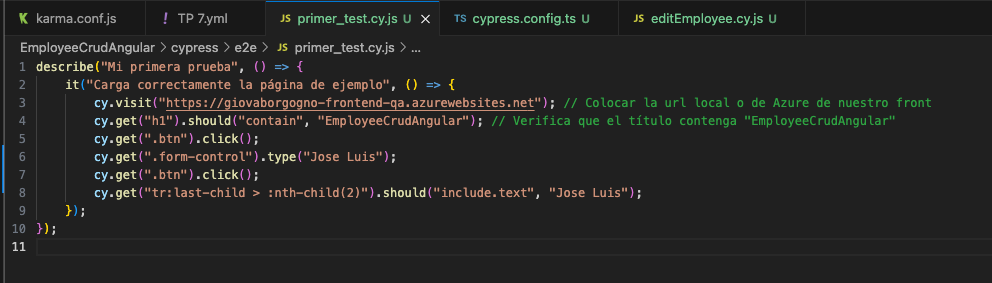 karma.conf.js ! TP 7.yml JS primer_test.cy.js U × TS cypress.config.ts U JS editEmployee.cy.js U
EmployeeCrudAngular > cypress > e2e > JS primer_test.cy.js > ...
1 describe("Mi primera prueba", () => {
2 it("Carga correctamente la página de ejemplo", () => {
3 cy.visit("https://giovaborgogno-frontend-qa.azurewebsites.net"); // Colocar la url local o de Azure de nuestro front
4 cy.get("h1").should("contain", "EmployeeCrudAngular"); // Verifica que el título contenga "EmployeeCrudAngular"
5 cy.get(".btn").click();
6 cy.get(".form-control").type("Jose Luis");
7 cy.get(".btn").click();
8 cy.get("tr:last-child > :nth-child(2)").should("include.text", "Jose Luis");
9 });
10 });
11